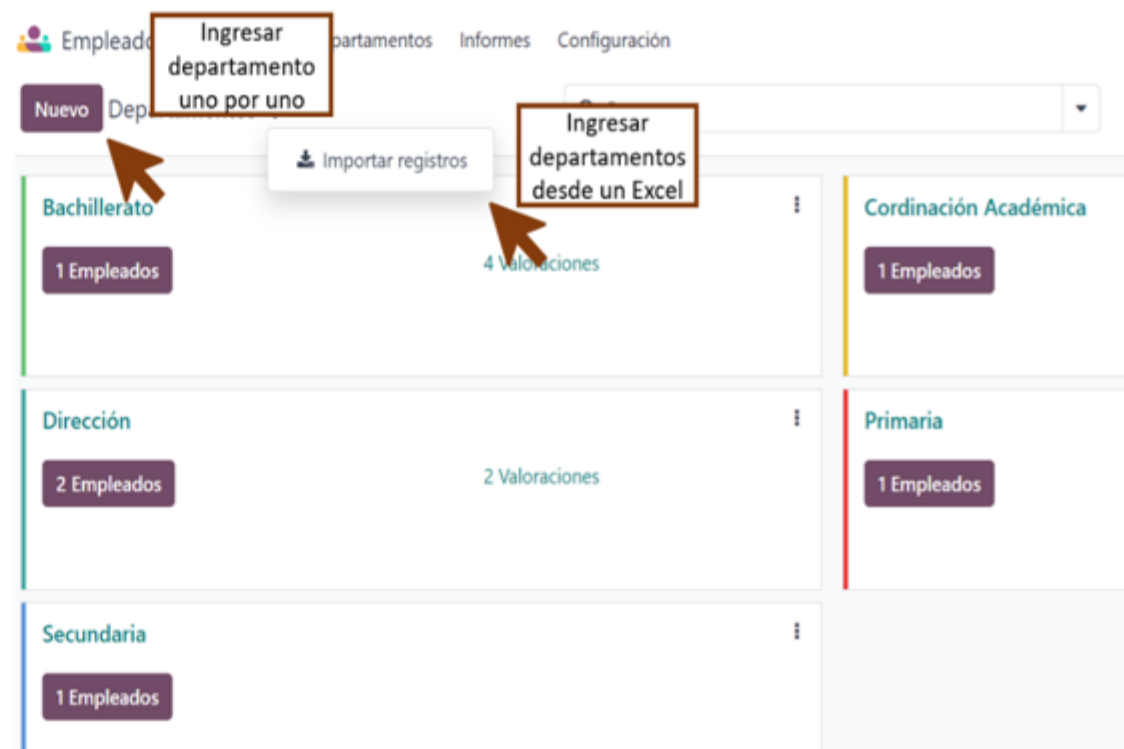 Empleado
Ingresar
departamento
uno por uno
partamentos
Informes
Configuración
Nuevo
Importar registros
Ingresar
departamentos
desde un Excel
Bachillerato
1 Empleados
4 Valoraciones
Cordinación Académica
1 Empleados
Dirección
2 Empleados
2 Valoraciones
Primaria
1 Empleados
Secundaria
1 Empleados